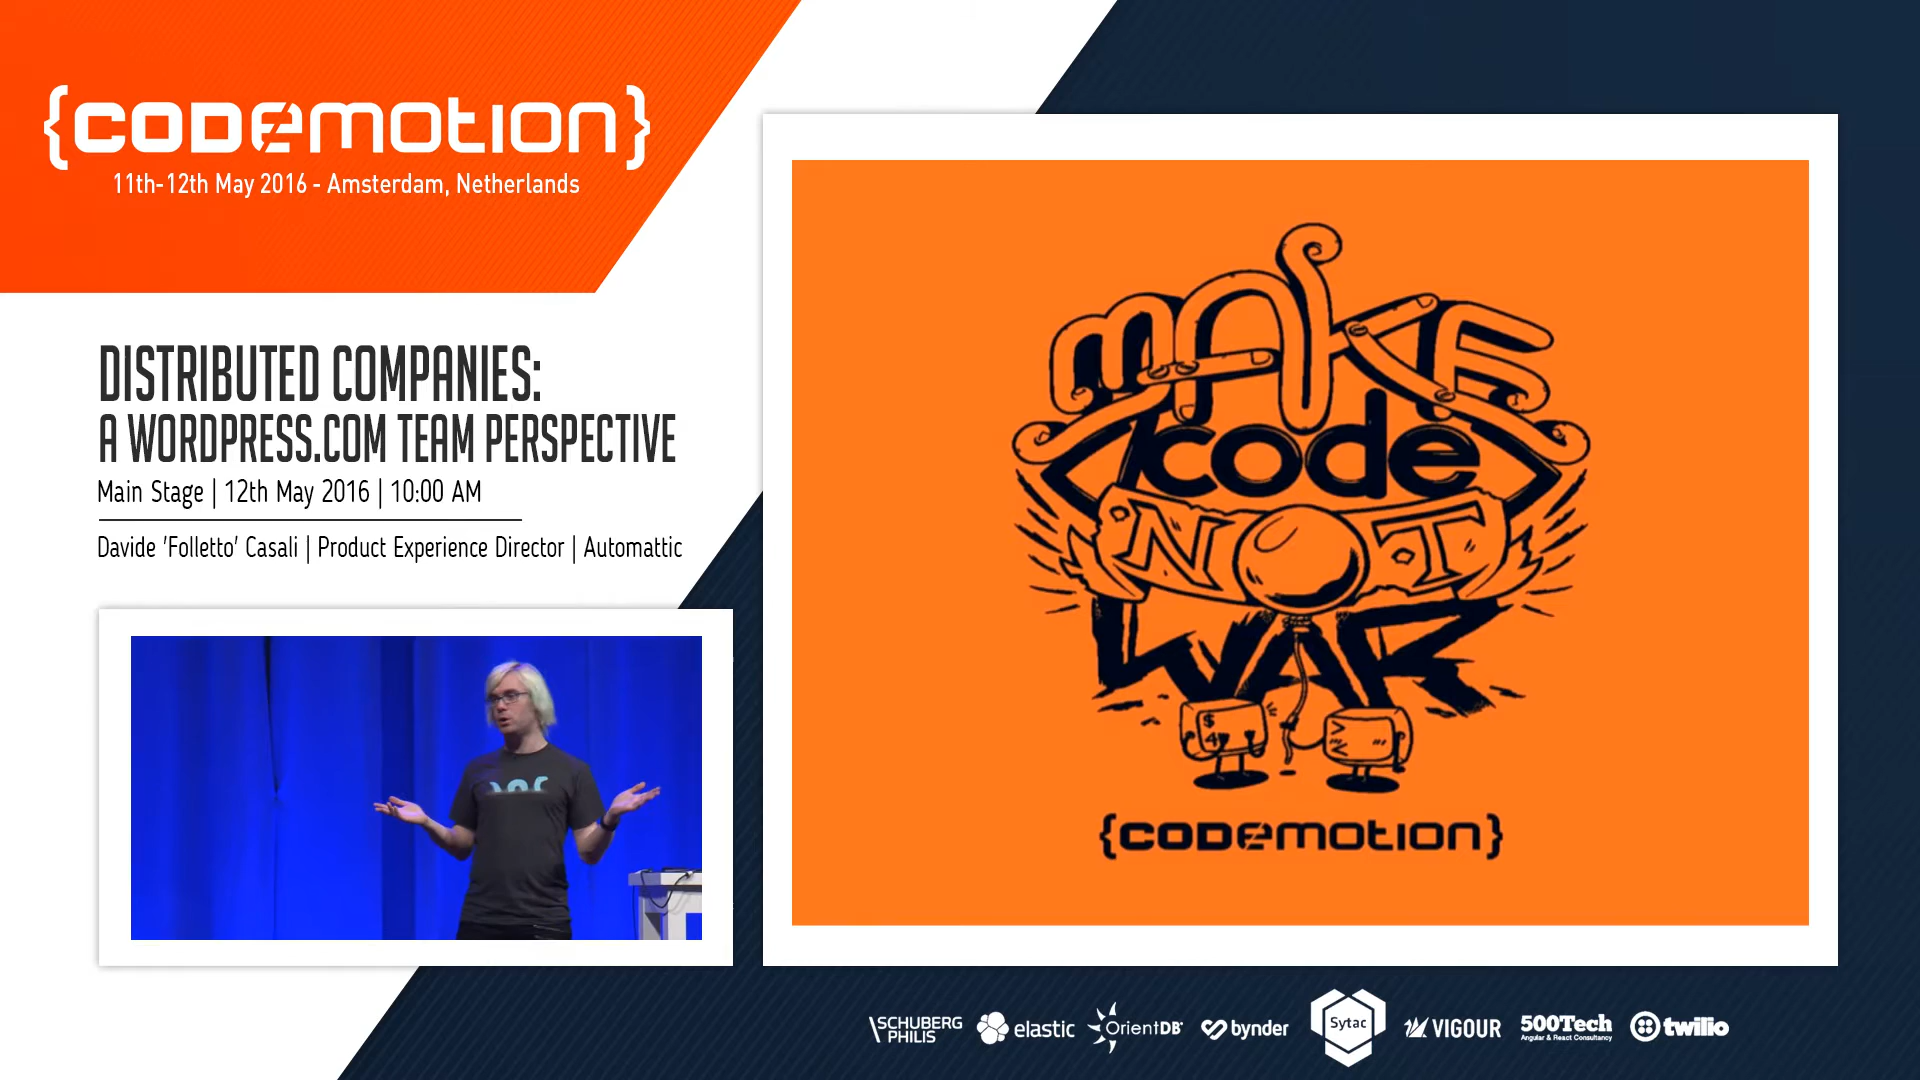 {CODEMOTION}
11th-12th May 2016 - Amsterdam, Netherlands
DISTRIBUTED COMPANIES:
A WORDPRESS.COM TEAM PERSPECTIVE
Main Stage | 12th May 2016 | 10:00 AM
Davide 'Folletto' Casali | Product Experience Director | Automattic
MAKE
code
NOT
WAR
$
4
{CODEMOTION}
SCHUBERG
PHILIS
elastic
OrientDB
bynder
Sytac
VIGOUR
500Tech
Angular & React Consultancy
twilio